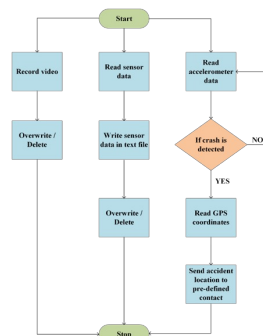 Start
Record video
Read sensor
data
Read
accelerometer
data
Overwrite /
Delete
Write sensor
data in text file
If crash is
detected
NO
YES
Overwrite /
Delete
Read GPS
coordinates
Send accident
location to
pre-defined
contact
Stop